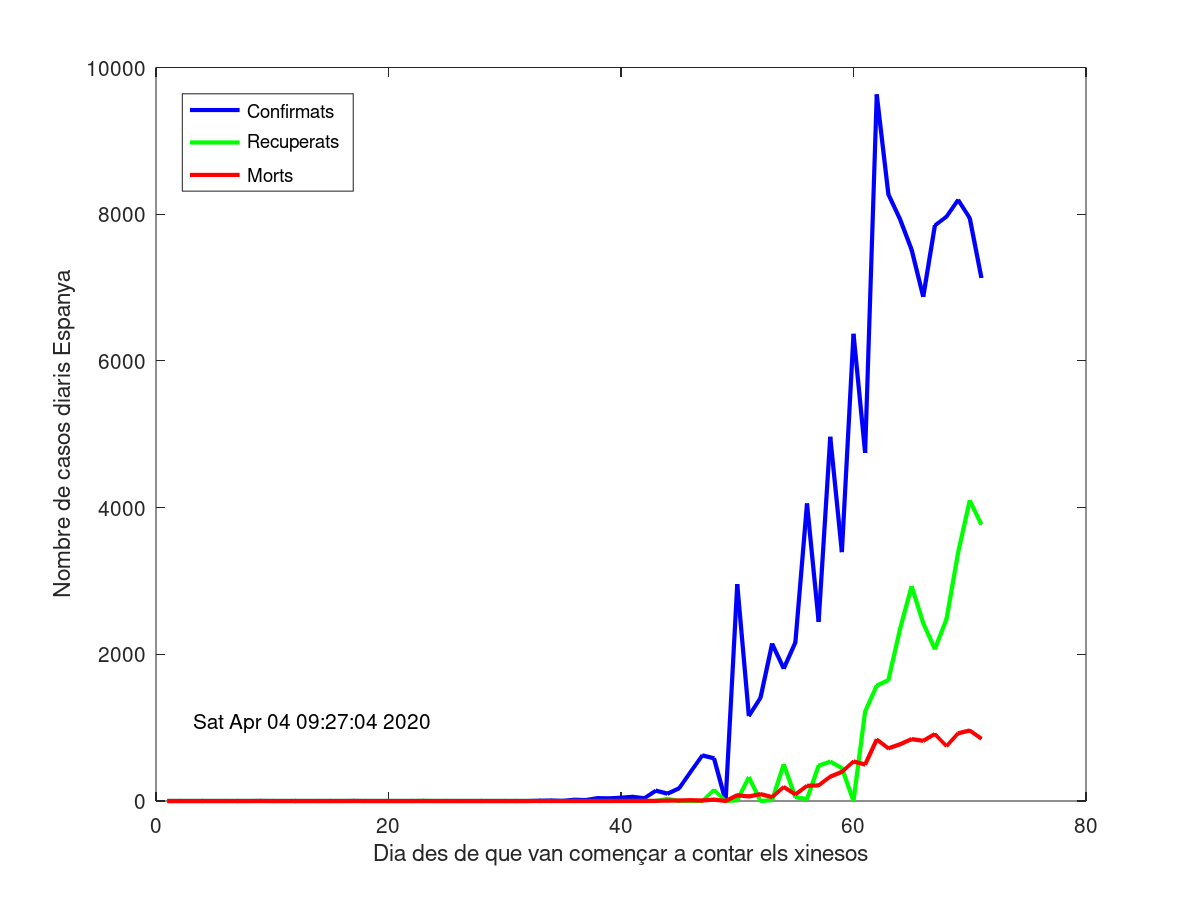 10000
8000
6000
4000
2000
0
Nombre de casos diaris Espanya
Confirmats
Recuperats
Morts
Sat Apr 04 09:27:04 2020
0 20 40 60 80
Dia des de que van començar a contar els xinesos